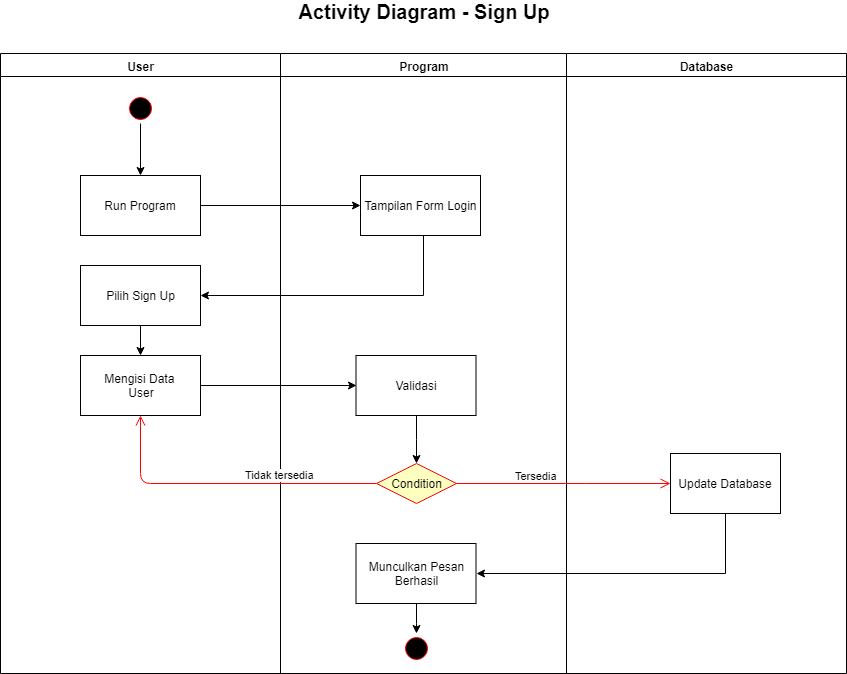 Activity Diagram - Sign Up
User
Program
Database
Run Program
Tampilan Form Login
Pilih Sign Up
Mengisi Data
User
Validasi
Tidak tersedia
Condition
Tersedia
Update Database
Munculkan Pesan
Berhasil